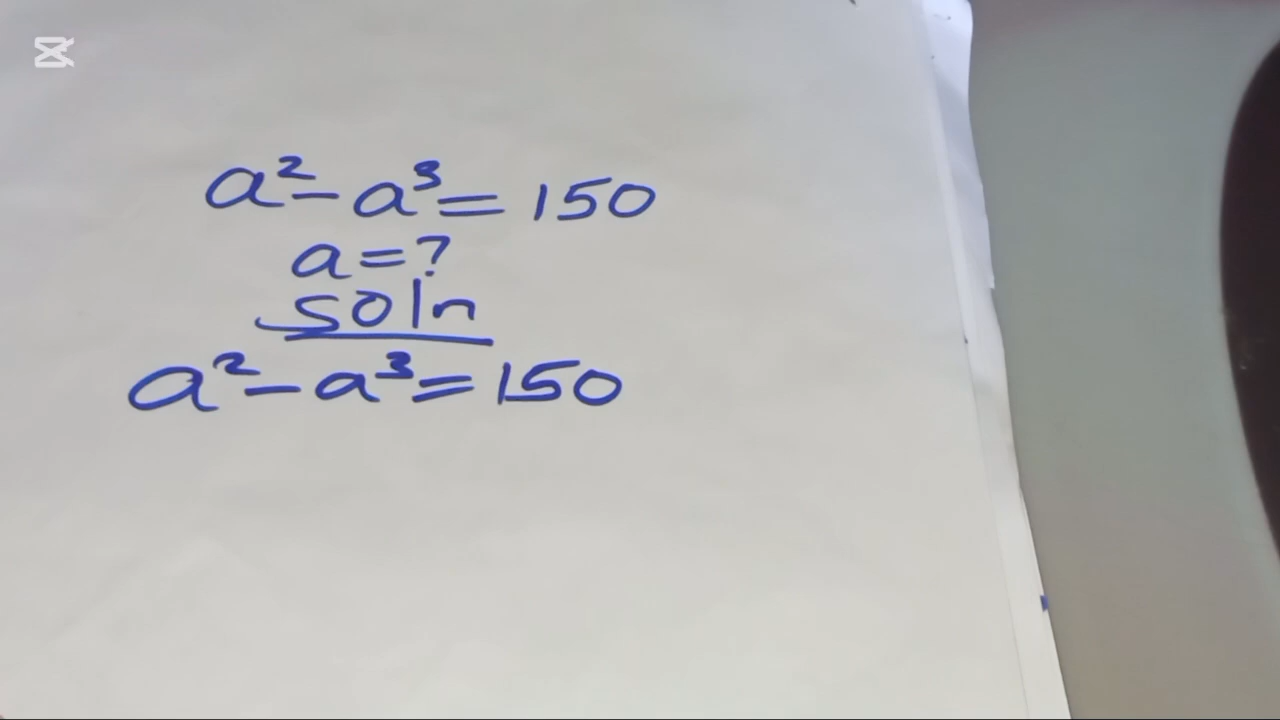 a² - a³ = 150
a = ?
soln
a² - a³ = 150